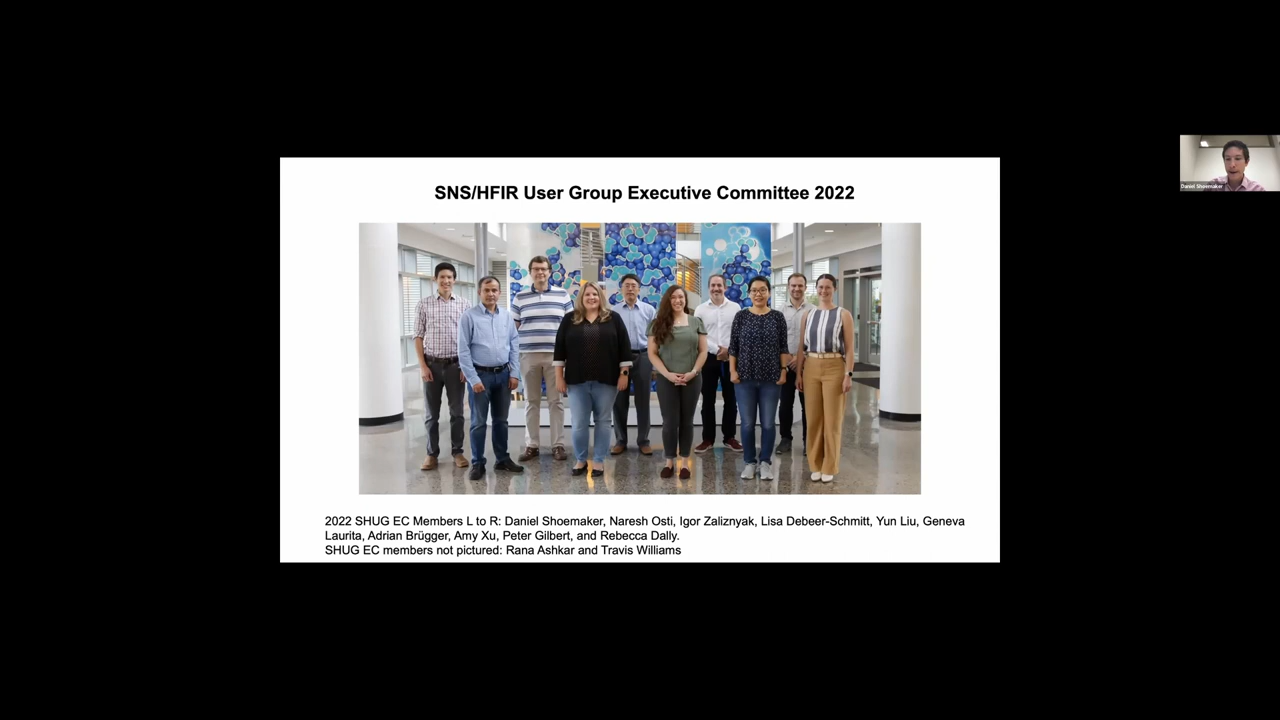 SNS/HFIR User Group Executive Committee 2022
Daniel Shoemaker
2022 SHUG EC Members L to R: Daniel Shoemaker, Naresh Osti, Igor Zaliznyak, Lisa Debeer-Schmitt, Yun Liu, Geneva
Laurita, Adrian Brügger, Amy Xu, Peter Gilbert, and Rebecca Dally.
SHUG EC members not pictured: Rana Ashkar and Travis Williams